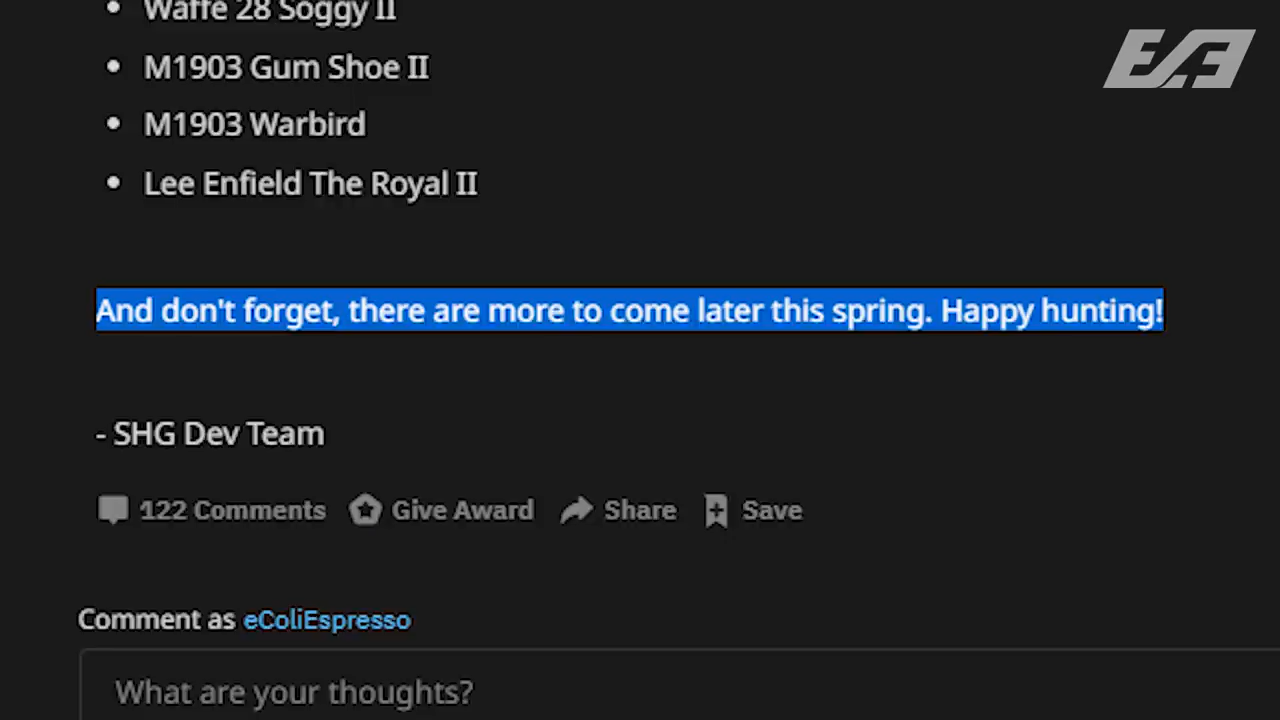 Waffe 28 Soggy II
M1903 Gum Shoe II
M1903 Warbird
Lee Enfield The Royal II
And don't forget, there are more to come later this spring. Happy hunting!
- SHG Dev Team
122 Comments Give Award Share Save
Comment as eColiEspresso
What are your thoughts?